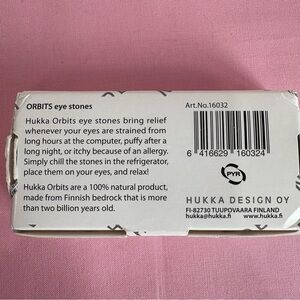 ORBITS eye stones
Hukka Orbits eye stones bring relief
whenever your eyes are strained from
long hours at the computer, puffy after a
long night, or itchy because of an allergy.
Simply chill the stones in the refrigerator,
place them on your eyes, and relax!
Hukka Orbits are a 100% natural product,
made from Finnish bedrock that is more
than two billion years old.
Art.No.16032
6 416629 160324
PYR
HUKKA DESIGN OY
FI-82730 TUUPOVAARA FINLAND
hukka@hukka.fi www.hukka.fi